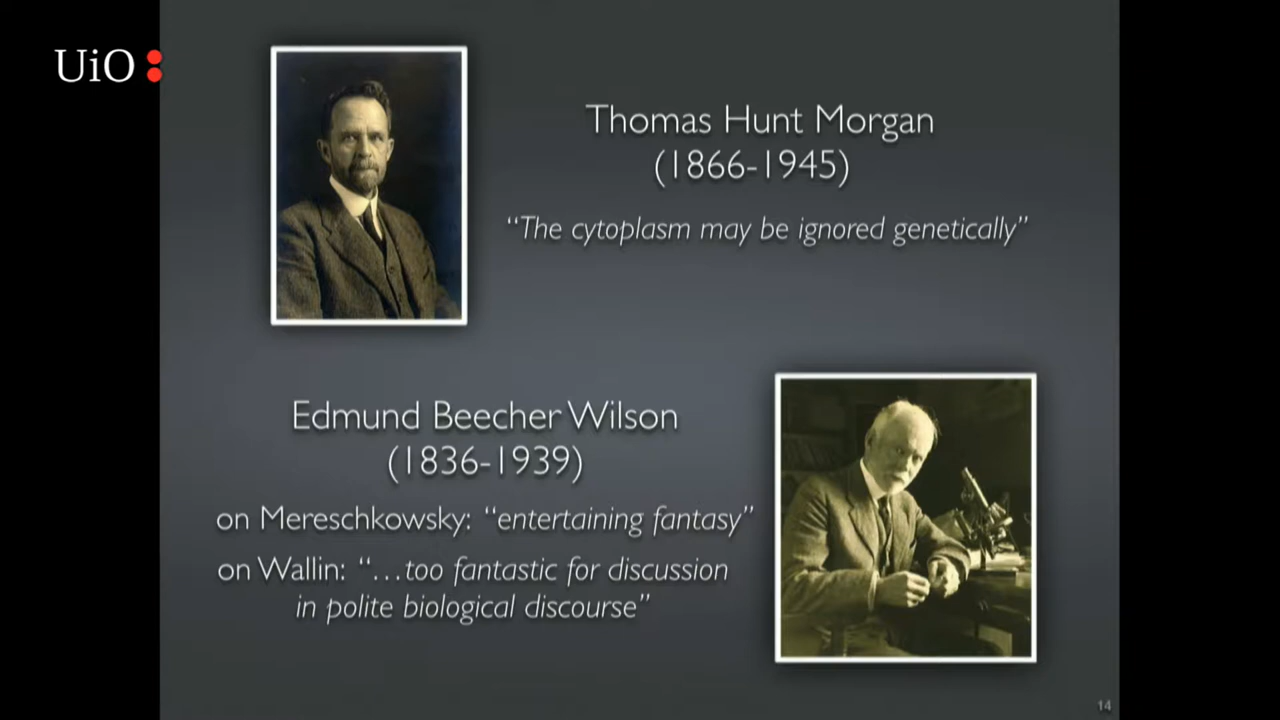 UiO:
Thomas Hunt Morgan
(1866-1945)
“The cytoplasm may be ignored genetically”
Edmund Beecher Wilson
(1836-1939)
on Mereschkowsky: “entertaining fantasy”
on Wallin: “…too fantastic for discussion
in polite biological discourse”
14